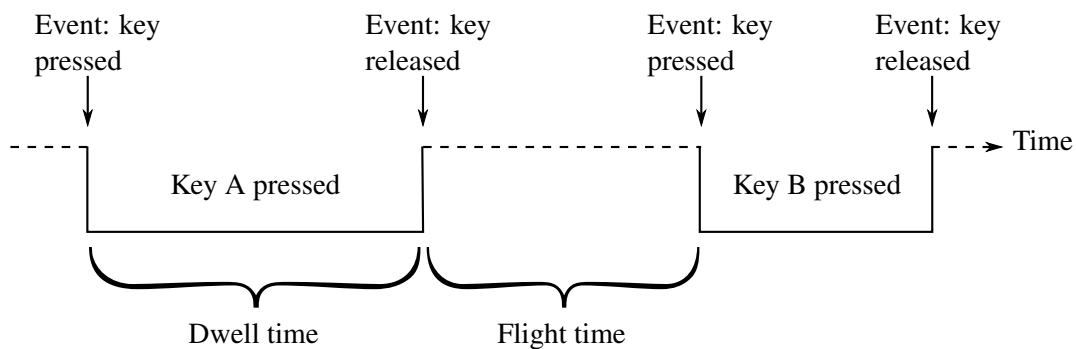 Event: key
pressed
Event: key
released
Event: key
pressed
Event: key
released
Time
Key A pressed
Key B pressed
Dwell time
Flight time